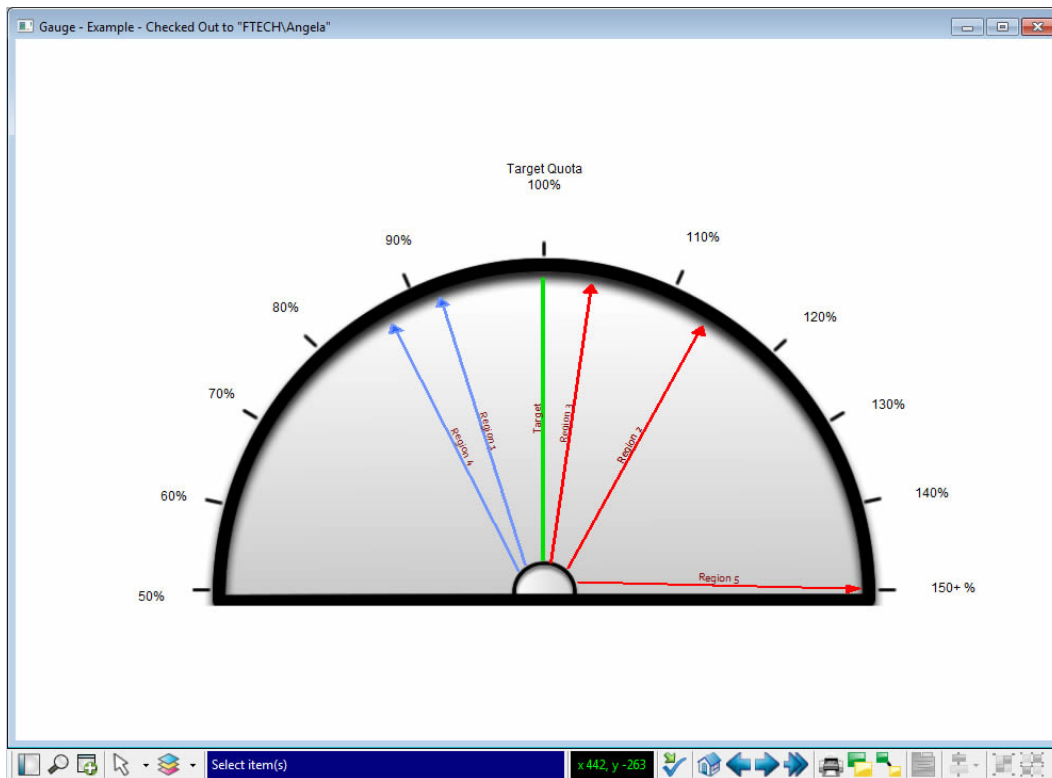 Gauge - Example - Checked Out to "FTECH\Angela"
Target Quota
100%
90%
110%
80%
120%
70%
130%
60%
140%
50%
150+ %
Region 4
Region 1
Target
Region 3
Region 2
Region 5
Select item(s)
x 442, y -263